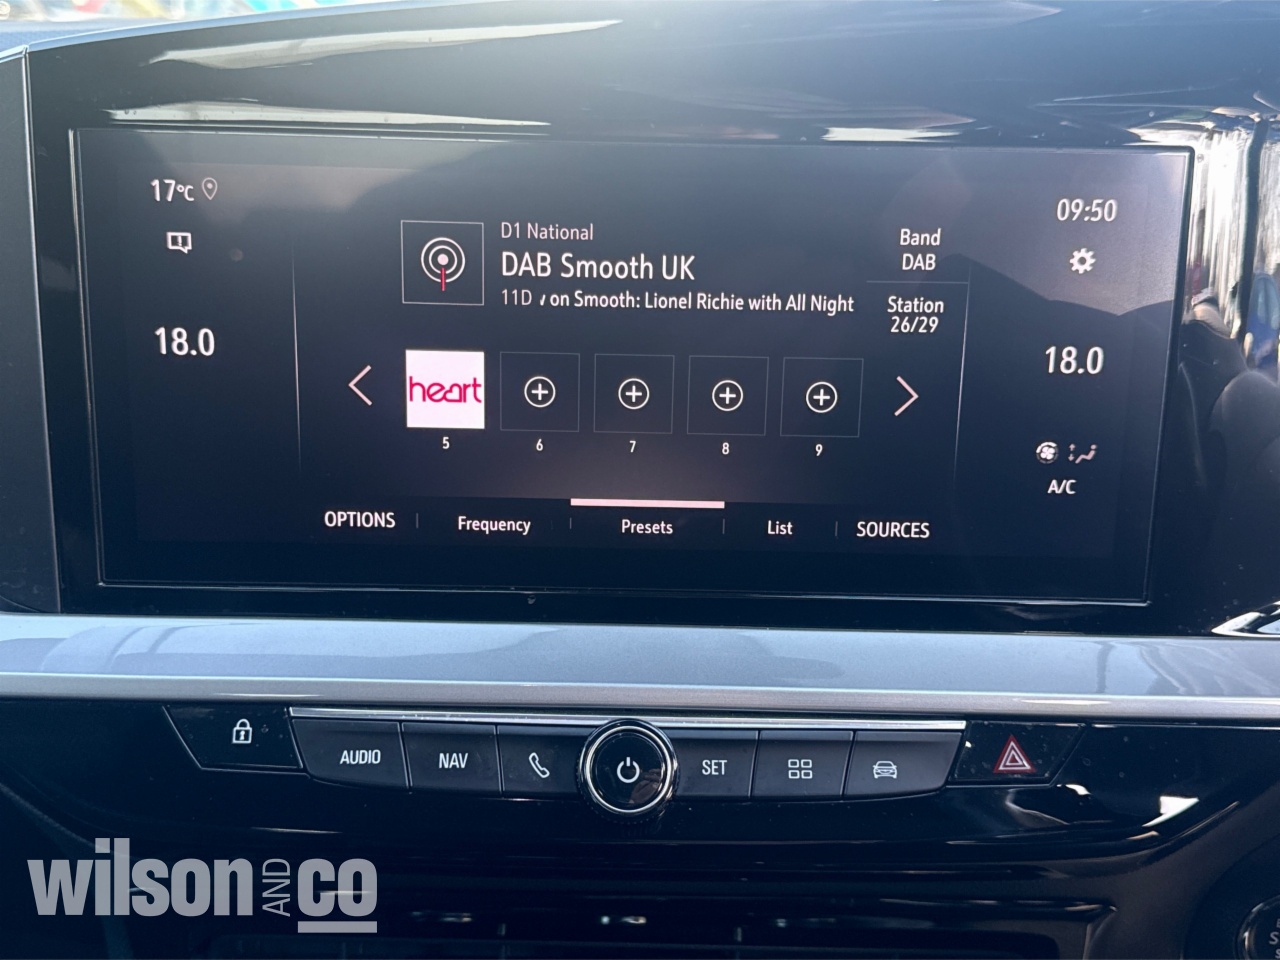 17°C
09:50
D1 National
DAB Smooth UK
11D on Smooth: Lionel Richie with All Night
Band
DAB
Station
26/29
18.0
18.0
heart
5
6
7
8
9
A/C
OPTIONS
Frequency
Presets
List
SOURCES
AUDIO
NAV
SET
wilson AND co